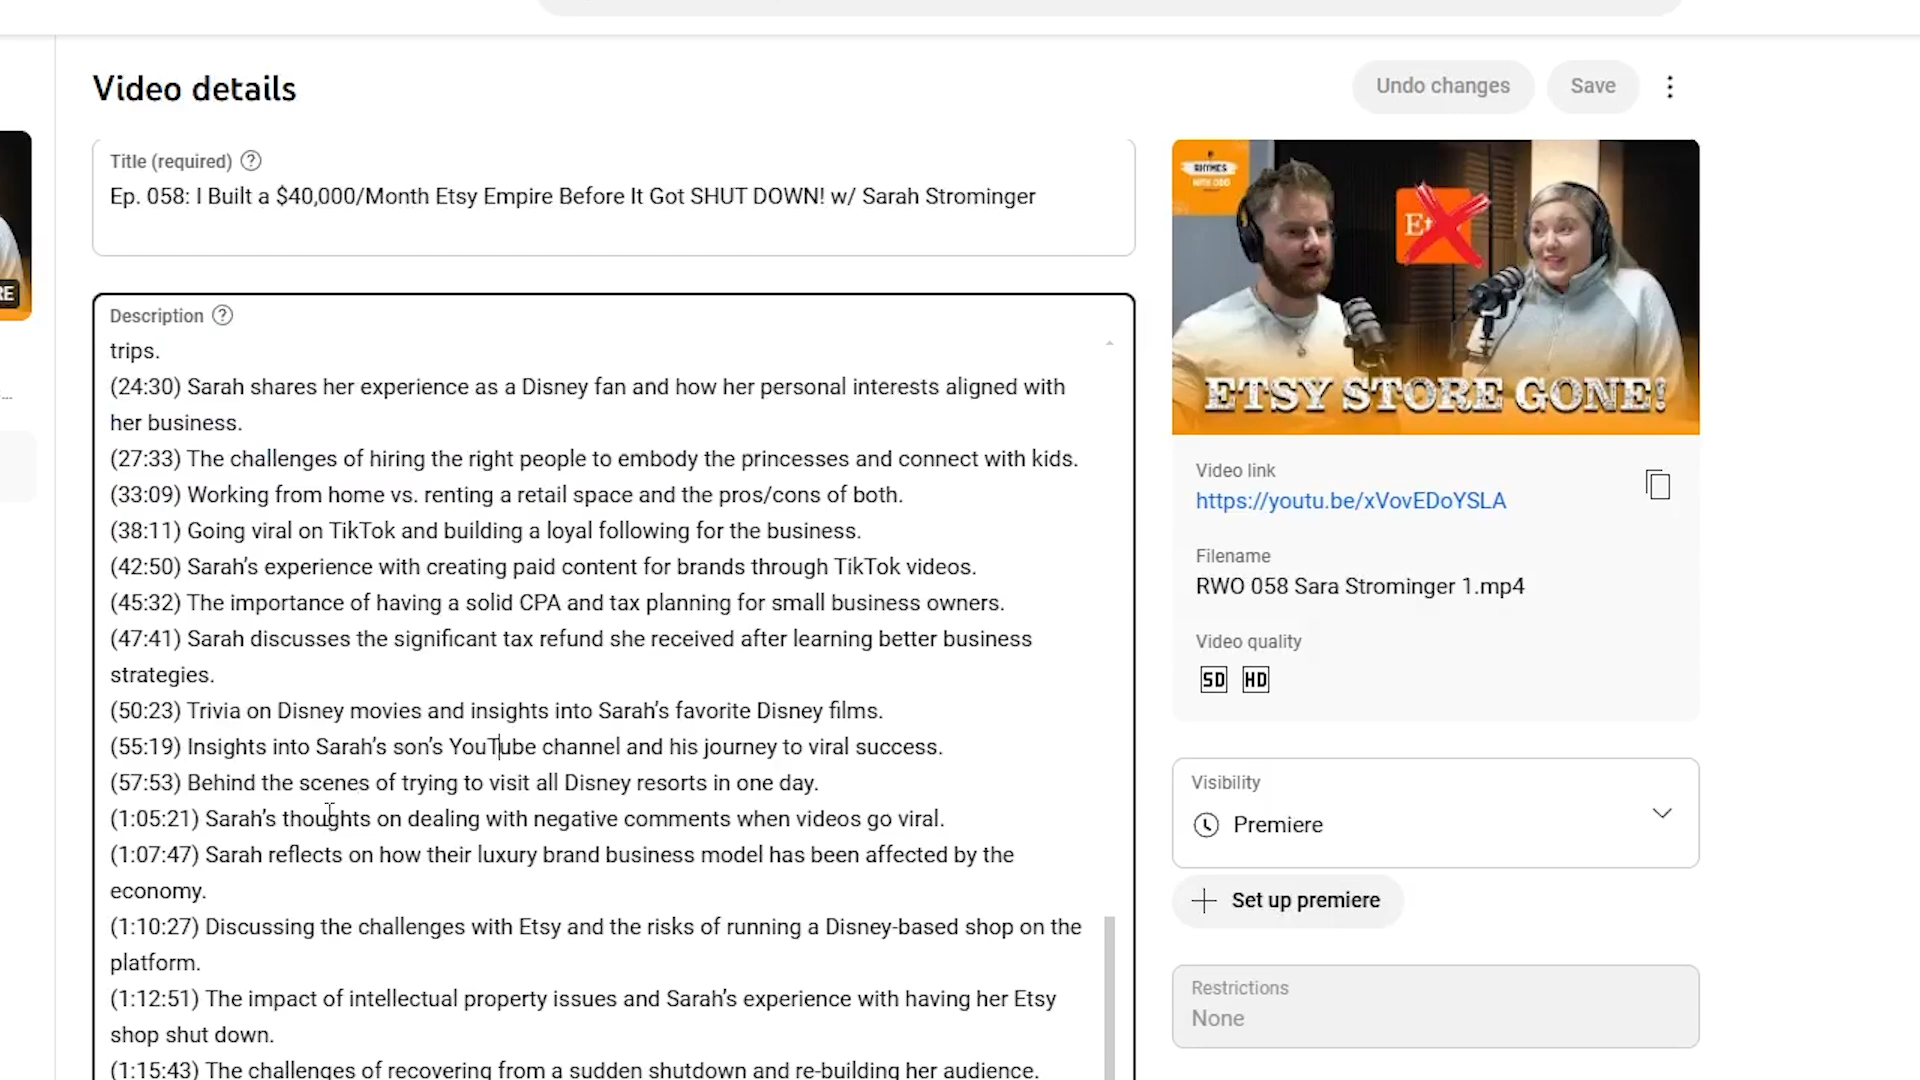 Video details
Undo changes
Save
Title (required)
Ep. 058: I Built a $40,000/Month Etsy Empire Before It Got SHUT DOWN! w/ Sarah Strominger
Description
trips.
(24:30) Sarah shares her experience as a Disney fan and how her personal interests aligned with
her business.
(27:33) The challenges of hiring the right people to embody the princesses and connect with kids.
(33:09) Working from home vs. renting a retail space and the pros/cons of both.
(38:11) Going viral on TikTok and building a loyal following for the business.
(42:50) Sarah’s experience with creating paid content for brands through TikTok videos.
(45:32) The importance of having a solid CPA and tax planning for small business owners.
(47:41) Sarah discusses the significant tax refund she received after learning better business
strategies.
(50:23) Trivia on Disney movies and insights into Sarah’s favorite Disney films.
(55:19) Insights into Sarah’s son’s YouTube channel and his journey to viral success.
(57:53) Behind the scenes of trying to visit all Disney resorts in one day.
(1:05:21) Sarah’s thoughts on dealing with negative comments when videos go viral.
(1:07:47) Sarah reflects on how their luxury brand business model has been affected by the
economy.
(1:10:27) Discussing the challenges with Etsy and the risks of running a Disney-based shop on the
platform.
(1:12:51) The impact of intellectual property issues and Sarah’s experience with having her Etsy
shop shut down.
(1:15:43) The challenges of recovering from a sudden shutdown and re-building her audience.
RHYMES
ETSY STORE GONE!
Video link
https://youtu.be/xVovEDoYSLA
Filename
RWO 058 Sara Strominger 1.mp4
Video quality
SD HD
Visibility
Premiere
Set up premiere
Restrictions
None